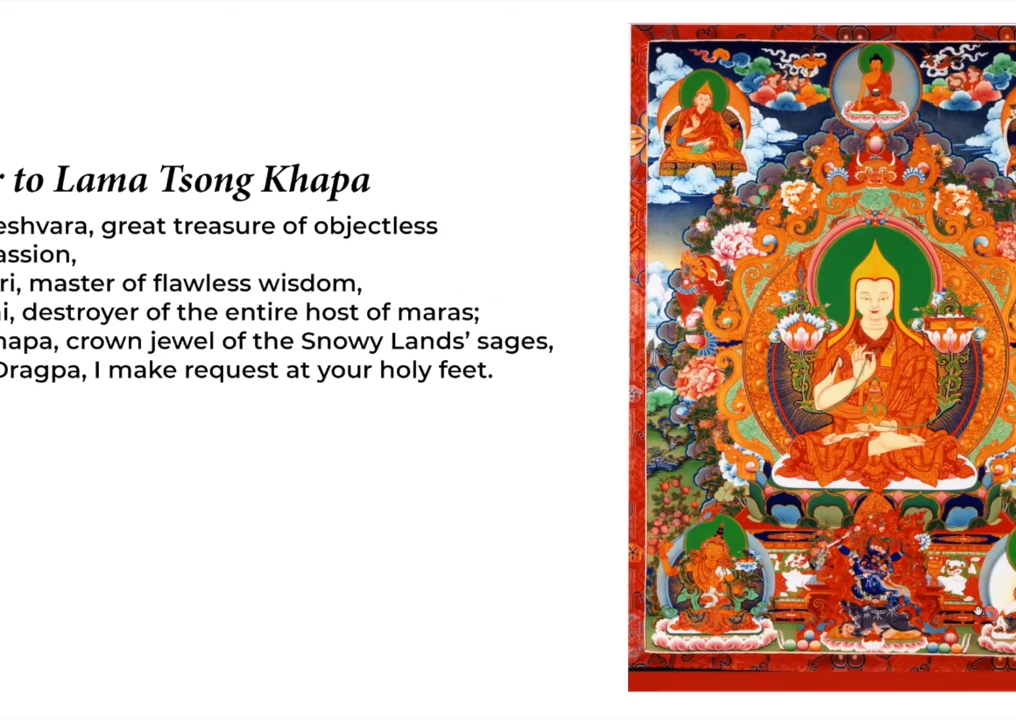 r to Lama Tsong Khapa
eshvara, great treasure of objectless
assion,
ri, master of flawless wisdom,
i, destroyer of the entire host of maras;
hapa, crown jewel of the Snowy Lands’ sages,
Dragpa, I make request at your holy feet.